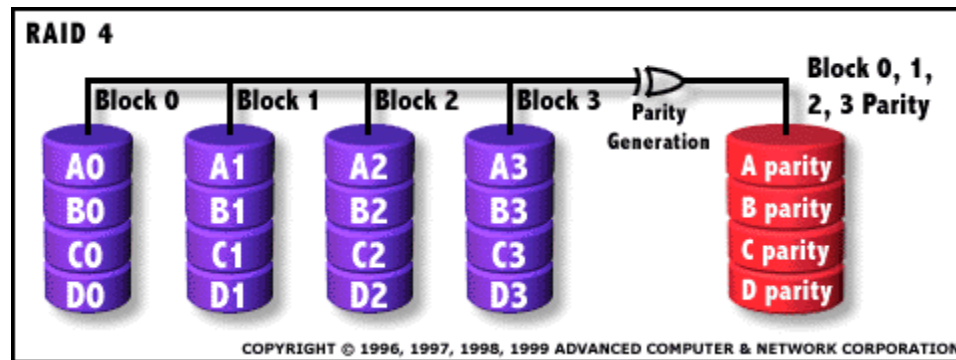 RAID 4
Block 0
Block 1
Block 2
Block 3
Parity
Generation
Block 0, 1,
2, 3 Parity
A0
A1
A2
A3
A parity
B0
B1
B2
B3
B parity
C0
C1
C2
C3
C parity
D0
D1
D2
D3
D parity
COPYRIGHT © 1996, 1997, 1998, 1999 ADVANCED COMPUTER & NETWORK CORPORATION